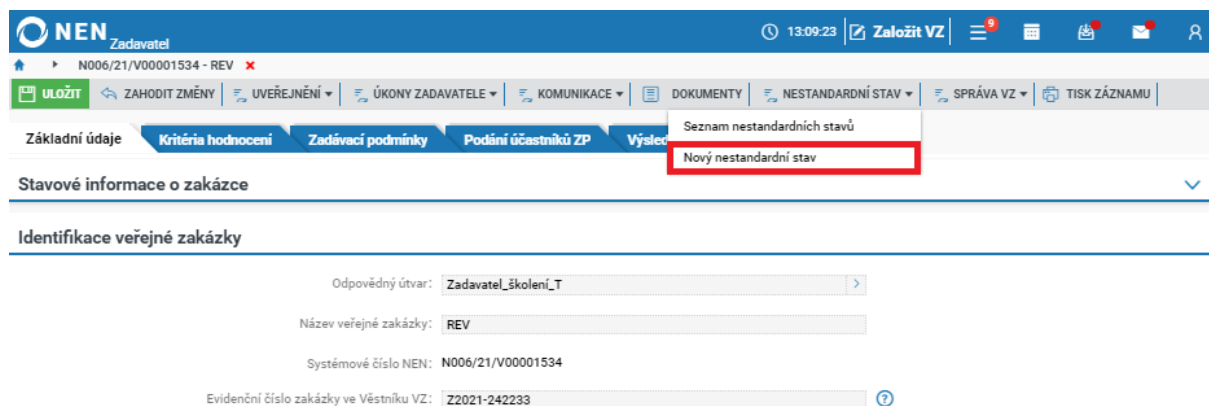 NEN Zadavatel 13:09:23 Založit VZ 9
N006/21/V00001534 - REV
ULOŽIT ZAHODIT ZMĚNY UVEŘEJNĚNÍ ÚKONY ZADAVATELE KOMUNIKACE DOKUMENTY NESTANDARDNÍ STAV SPRÁVA VZ TISK ZÁZNAMU
Seznam nestandardních stavů
Základní údaje Kritéria hodnocení Zadávací podmínky Podání účastníků ZP
Nový nestandardní stav
Stavové informace o zakázce
Identifikace veřejné zakázky
Odpovědný útvar: Zadavatel_školení_T
Název veřejné zakázky: REV
Systémové číslo NEN: N006/21/V00001534
Evidenční číslo zakázky ve Věstníku VZ: Z2021-242233 ?